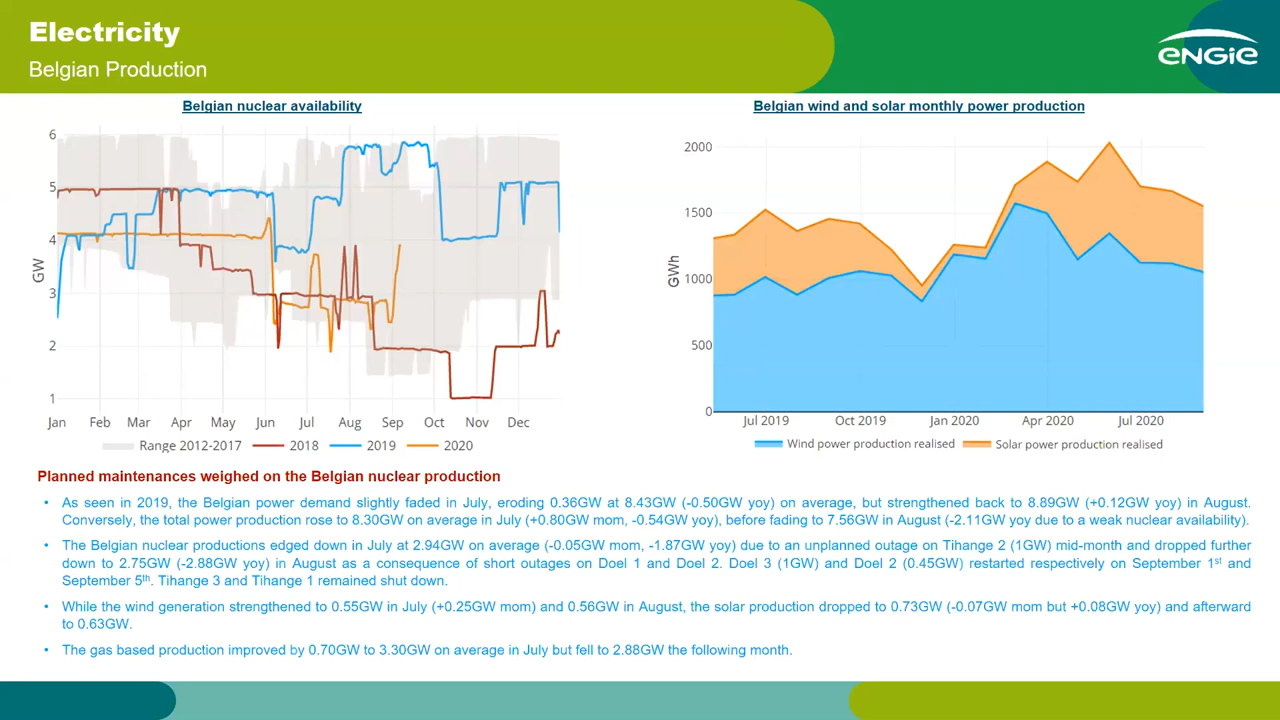 Electricity
Belgian Production
ENGIE
Belgian nuclear availability
6
5
4
3
2
1
GW
Jan Feb Mar Apr May Jun Jul Aug Sep Oct Nov Dec
Range 2012-2017 2018 2019 2020
Belgian wind and solar monthly power production
2000
1500
1000
500
0
GWh
Jul 2019 Oct 2019 Jan 2020 Apr 2020 Jul 2020
Wind power production realised Solar power production realised
Planned maintenances weighed on the Belgian nuclear production
• As seen in 2019, the Belgian power demand slightly faded in July, eroding 0.36GW at 8.43GW (-0.50GW yoy) on average, but strengthened back to 8.89GW (+0.12GW yoy) in August.
Conversely, the total power production rose to 8.30GW on average in July (+0.80GW mom, -0.54GW yoy), before fading to 7.56GW in August (-2.11GW yoy due to a weak nuclear availability).
• The Belgian nuclear productions edged down in July at 2.94GW on average (-0.05GW mom, -1.87GW yoy) due to an unplanned outage on Tihange 2 (1GW) mid-month and dropped further
down to 2.75GW (-2.88GW yoy) in August as a consequence of short outages on Doel 1 and Doel 2. Doel 3 (1GW) and Doel 2 (0.45GW) restarted respectively on September 1st and
September 5th. Tihange 3 and Tihange 1 remained shut down.
• While the wind generation strengthened to 0.55GW in July (+0.25GW mom) and 0.56GW in August, the solar production dropped to 0.73GW (-0.07GW mom but +0.08GW yoy) and afterward
to 0.63GW.
• The gas based production improved by 0.70GW to 3.30GW on average in July but fell to 2.88GW the following month.